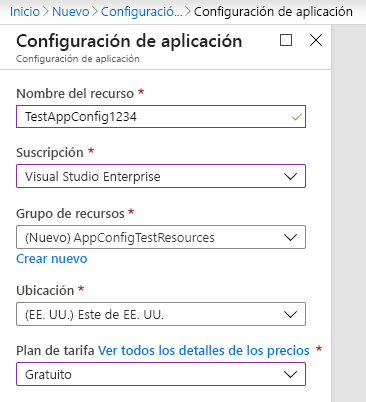 Inicio > Nuevo > Configuració... > Configuración de aplicación
Configuración de aplicación
Configuración de aplicación
Nombre del recurso *
TestAppConfig1234
Suscripción *
Visual Studio Enterprise
Grupo de recursos *
(Nuevo) AppConfigTestResources
Crear nuevo
Ubicación *
(EE. UU.) Este de EE. UU.
Plan de tarifa Ver todos los detalles de los precios *
Gratuito